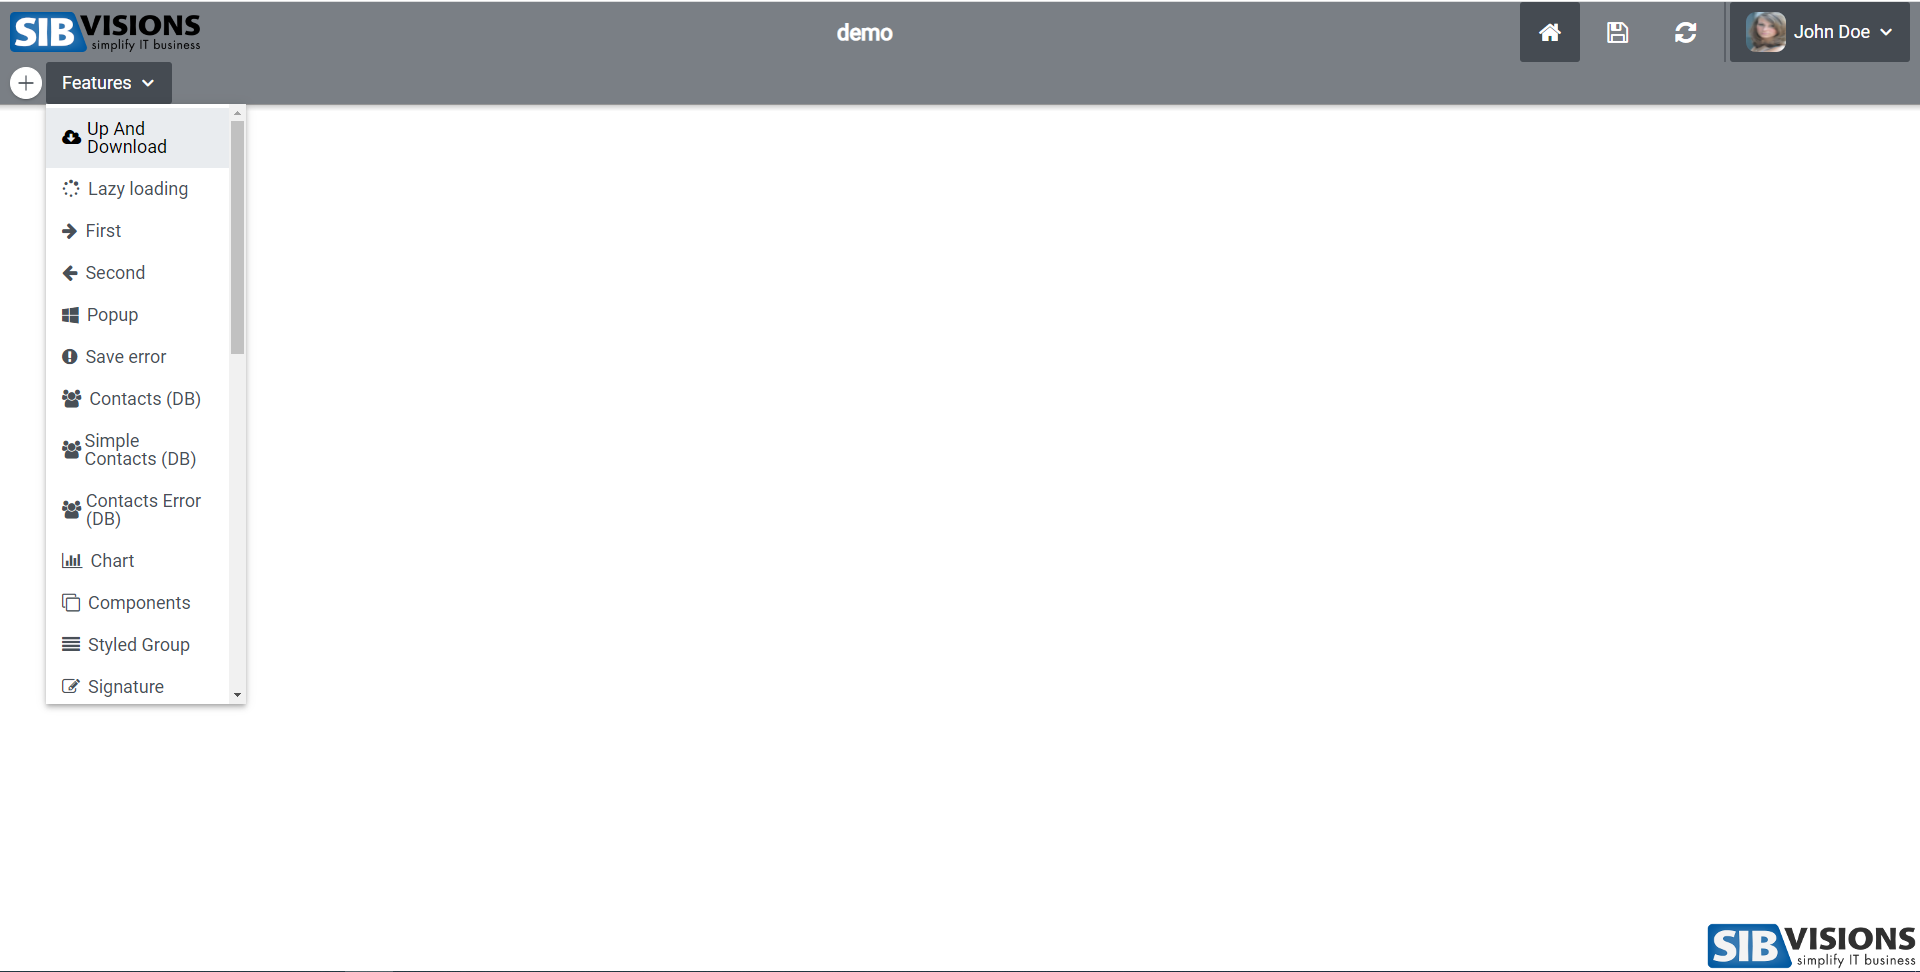 SIBVISIONS
simplify IT business
demo
John Doe
Features
Up And
Download
Lazy loading
First
Second
Popup
Save error
Contacts (DB)
Simple
Contacts (DB)
Contacts Error
(DB)
Chart
Components
Styled Group
Signature
SIBVISIONS
simplify IT business